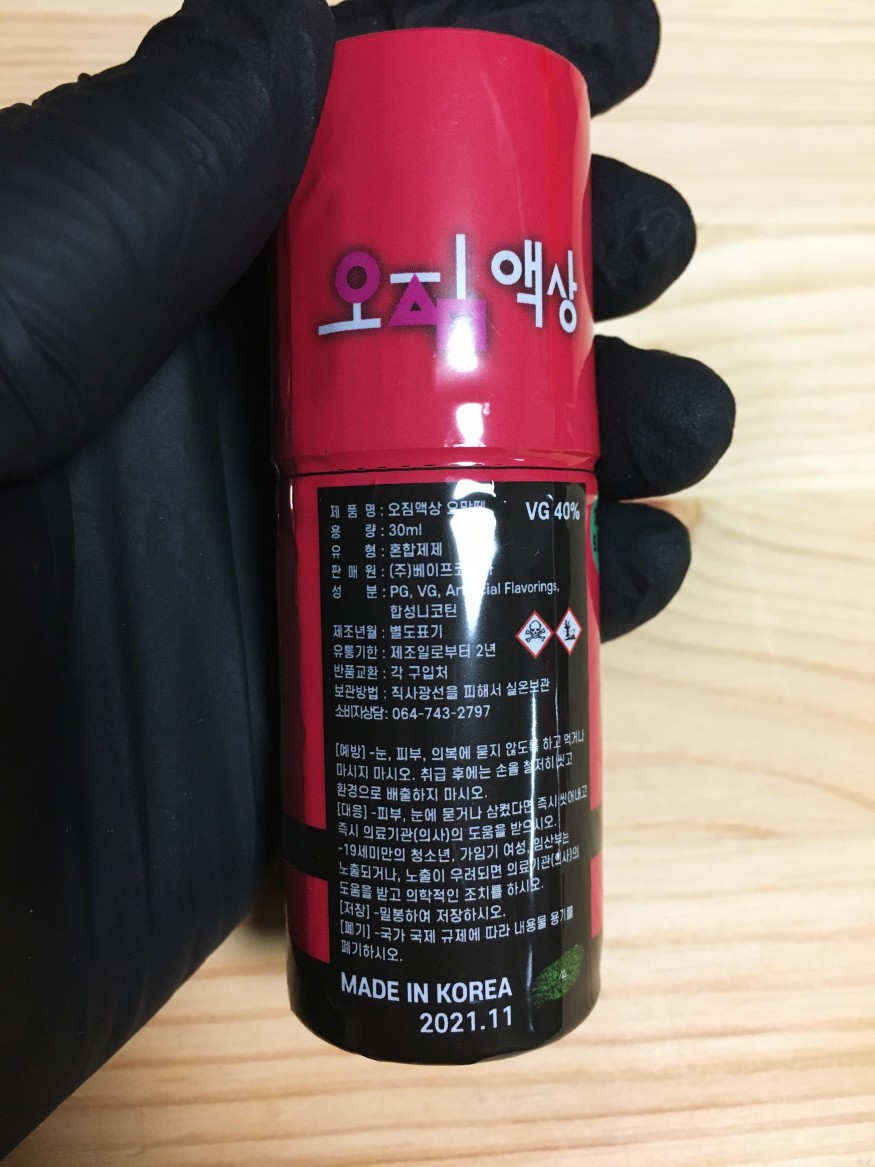 오짐 액상
VG 40%
제 품 명 : 오짐액상
용 량 : 30ml
유 형 : 혼합제제
판 매 원 :
성 분 : PG, VG, Artificial Flavorings,
합성니코틴
제조년월 : 별도표기
유통기한 : 제조일로부터 2년
반품교환 : 각 구입처
보관방법 : 직사광선을 피해서 실온보관
소비자상담 : 064-743-2797
[예방] -눈, 피부, 의복에 묻지 않도록 하고 먹거나
마시지 마시오. 취급 후에는 손을 철저히 씻고
환경으로 배출하지 마시오.
[대응] -피부, 눈에 묻거나 삼켰다면 즉시 씻어내고
즉시 의료기관(의사)의 도움을 받으시오.
-19세미만의 청소년, 가임기 여성, 임산부는
노출되거나, 노출이 우려되면 의료기관(의사)의
도움을 받고 의학적인 조치를 하시오.
[저장] -밀봉하여 저장하시오.
[폐기] -국가 국제 규제에 따라 내용물 용기를
폐기하시오.
MADE IN KOREA
2021.11